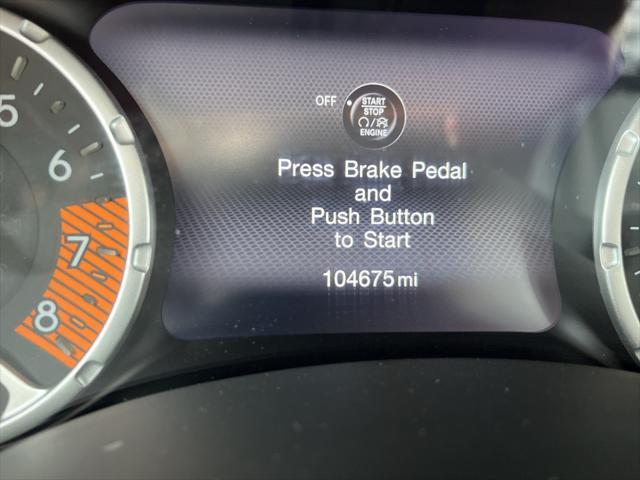 OFF
START
STOP
ENGINE
Press Brake Pedal
and
Push Button
to Start
104675 mi
5
6
7
8